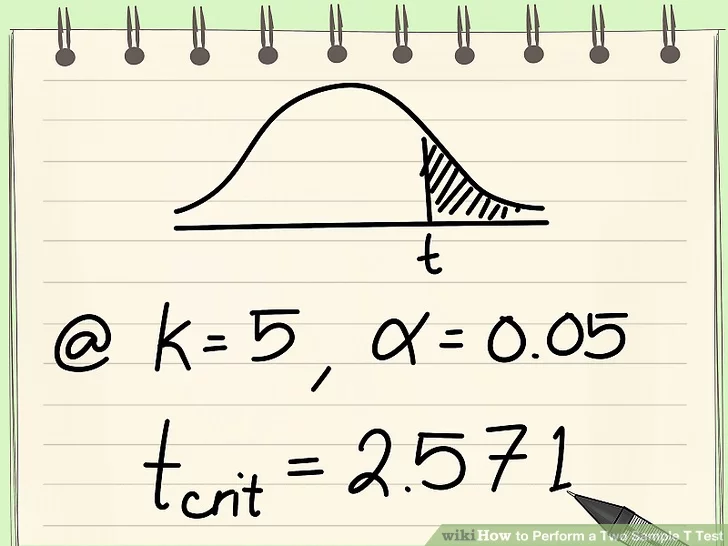 t
@ k = 5, α = 0.05
tcrit = 2.571
wikiHow to Perform a Two Sample T Test